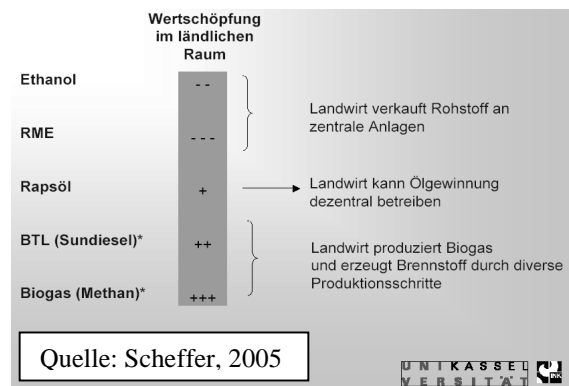 Wertschöpfung
im ländlichen
Raum
Ethanol
- -
Landwirt verkauft Rohstoff an
zentrale Anlagen
RME
- - -
Rapsöl
+
Landwirt kann Ölgewinnung
dezentral betreiben
BTL (Sundiesel)*
++
Landwirt produziert Biogas
und erzeugt Brennstoff durch diverse
Produktionsschritte
Biogas (Methan)*
+++
Quelle: Scheffer, 2005
UNIKASSEL
VERSITÄT